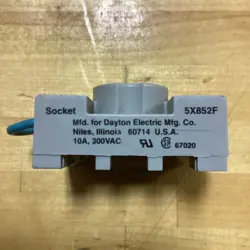 Socket 5X852F
Mfd. for Dayton Electric Mfg. Co.
Niles, Illinois 60714 U.S.A.
10A, 300VAC 67020